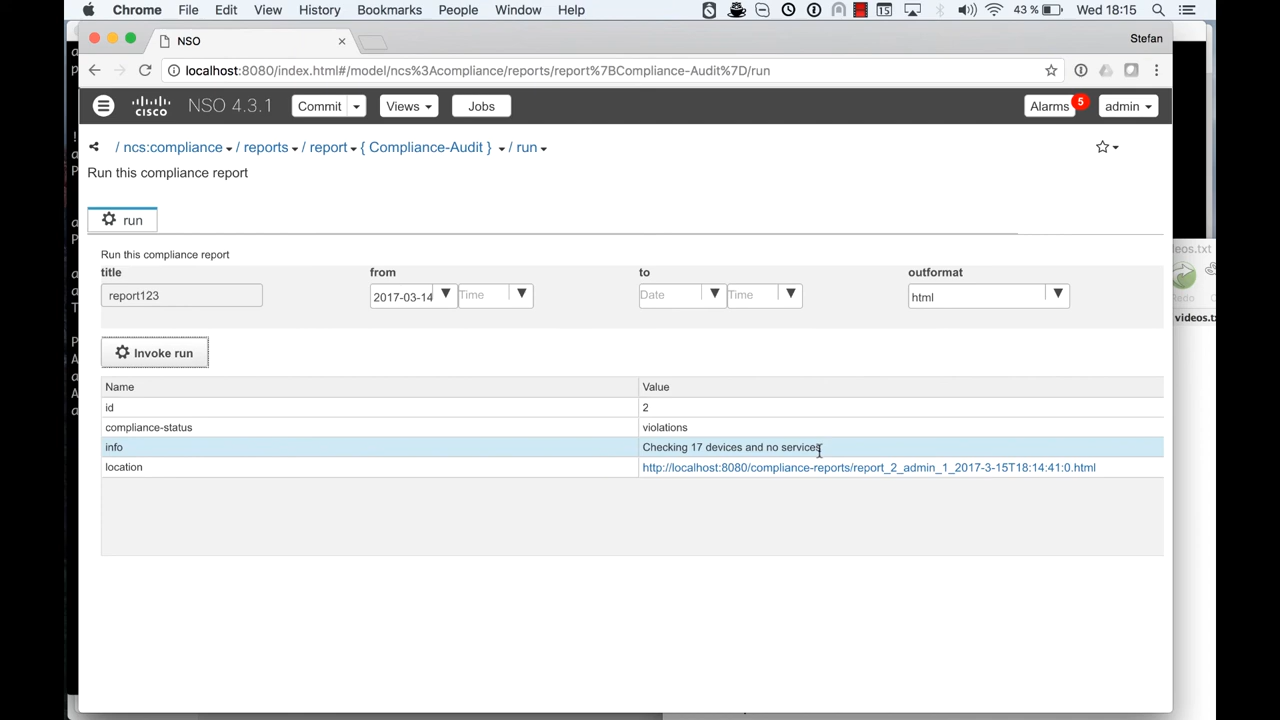 Chrome File Edit View History Bookmarks People Window Help 15 43 % Wed 18:15
NSO
Stefan
localhost:8080/index.html#/model/ncs%3Acompliance/reports/report%7BCompliance-Audit%7D/run
CISCO NSO 4.3.1 Commit Views Jobs Alarms 5 admin
/ ncs:compliance / reports / report { Compliance-Audit } / run
Run this compliance report
run
Run this compliance report
title from to outformat
report123 2017-03-14 Time Date Time html
Invoke run
Name Value
id 2
compliance-status violations
info Checking 17 devices and no services
location http://localhost:8080/compliance-reports/report_2_admin_1_2017-3-15T18:14:41:0.html
videos.t